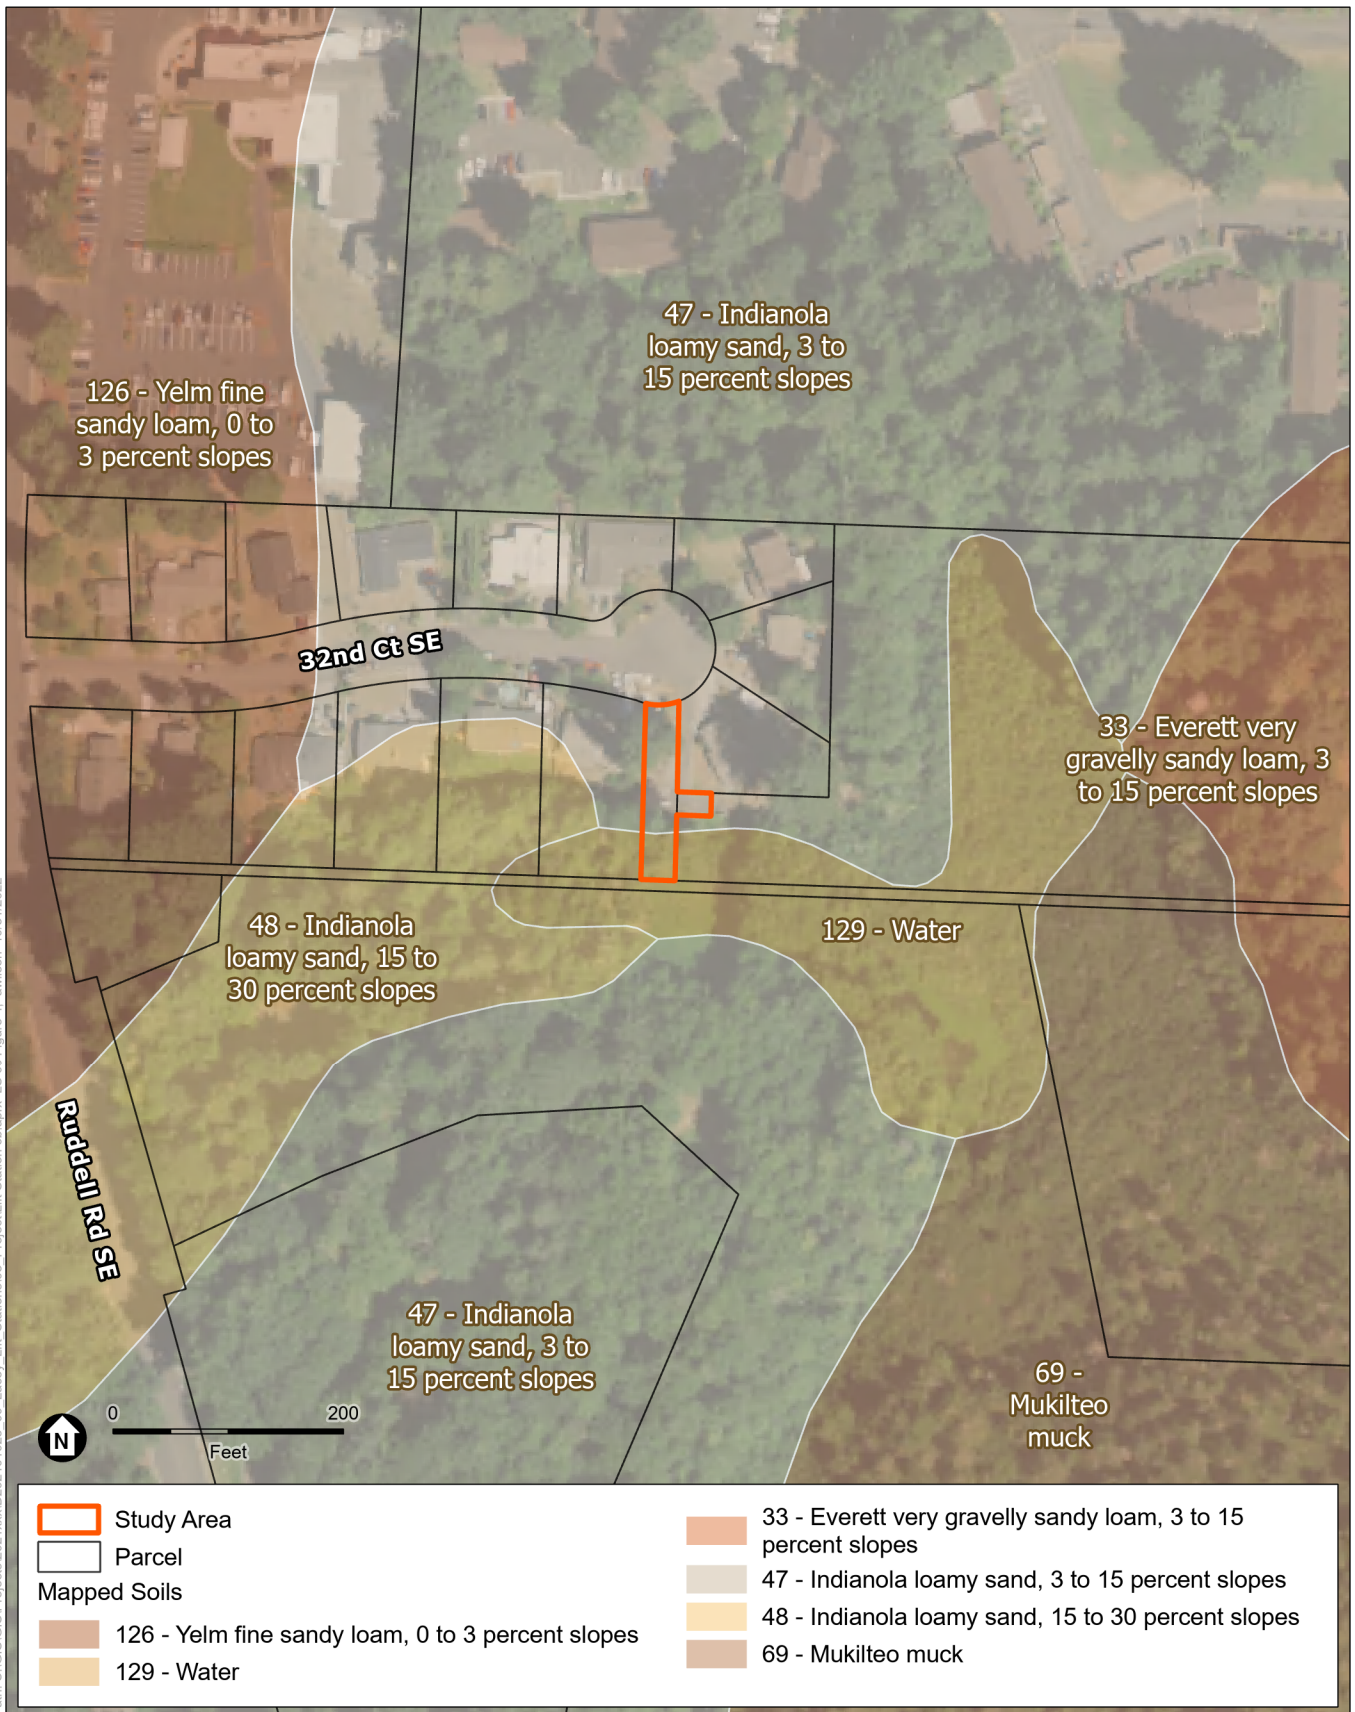 47 - Indianola
loamy sand, 3 to
15 percent slopes
126 - Yelm fine
sandy loam, 0 to
3 percent slopes
32nd Ct SE
33 - Everett very
gravelly sandy loam, 3
to 15 percent slopes
48 - Indianola
loamy sand, 15 to
30 percent slopes
129 - Water
Ruddell Rd SE
47 - Indianola
loamy sand, 3 to
15 percent slopes
69 -
Mukilteo
muck
N
0 200
Feet
Study Area
Parcel
Mapped Soils
126 - Yelm fine sandy loam, 0 to 3 percent slopes
129 - Water
33 - Everett very gravelly sandy loam, 3 to 15
percent slopes
47 - Indianola loamy sand, 3 to 15 percent slopes
48 - Indianola loamy sand, 15 to 30 percent slopes
69 - Mukilteo muck